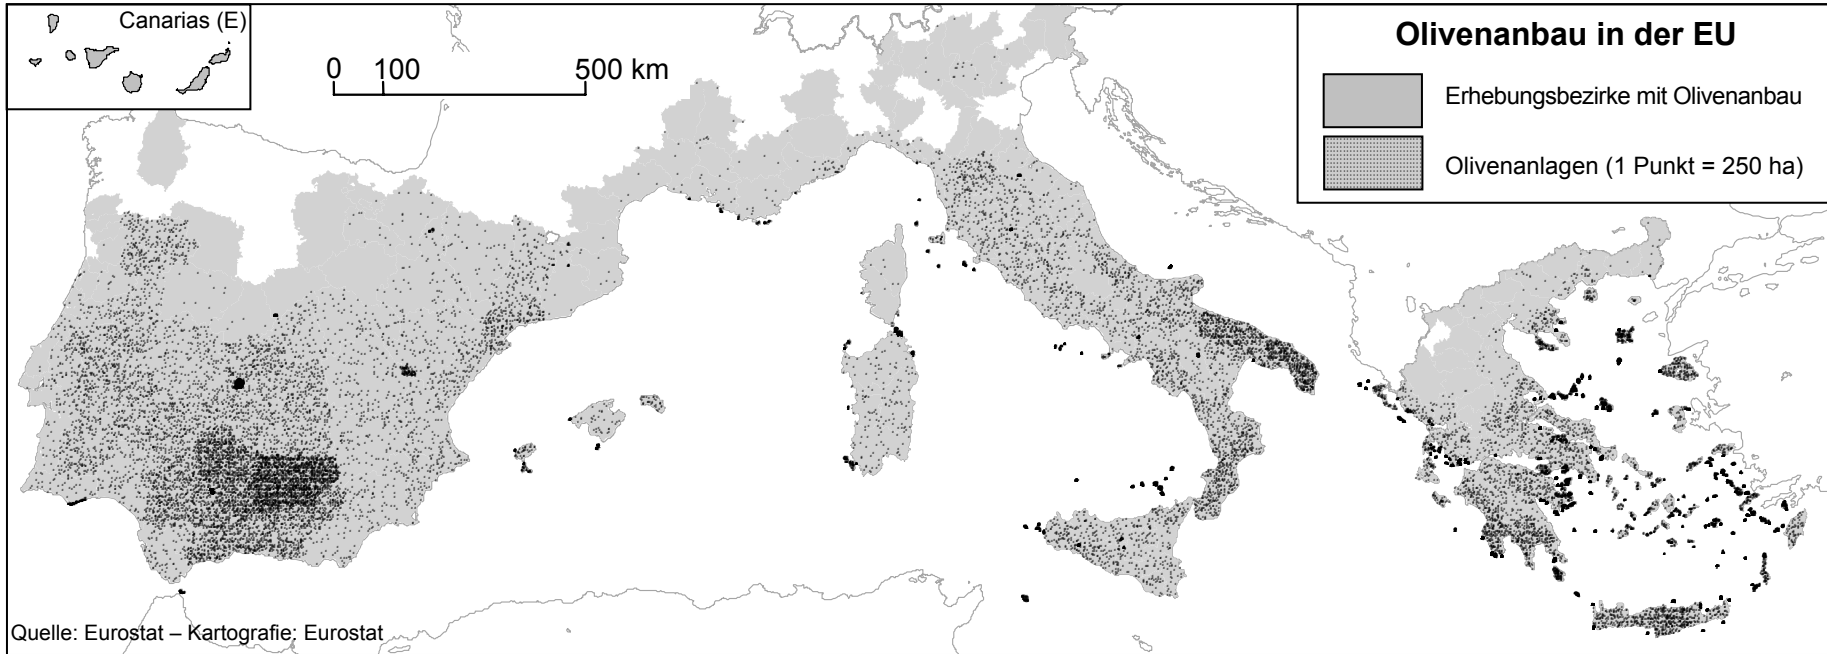 Canarias (E)
0 100 500 km
Olivenanbau in der EU
Erhebungsbezirke mit Olivenanbau
Olivenanlagen (1 Punkt = 250 ha)
Quelle: Eurostat – Kartografie: Eurostat